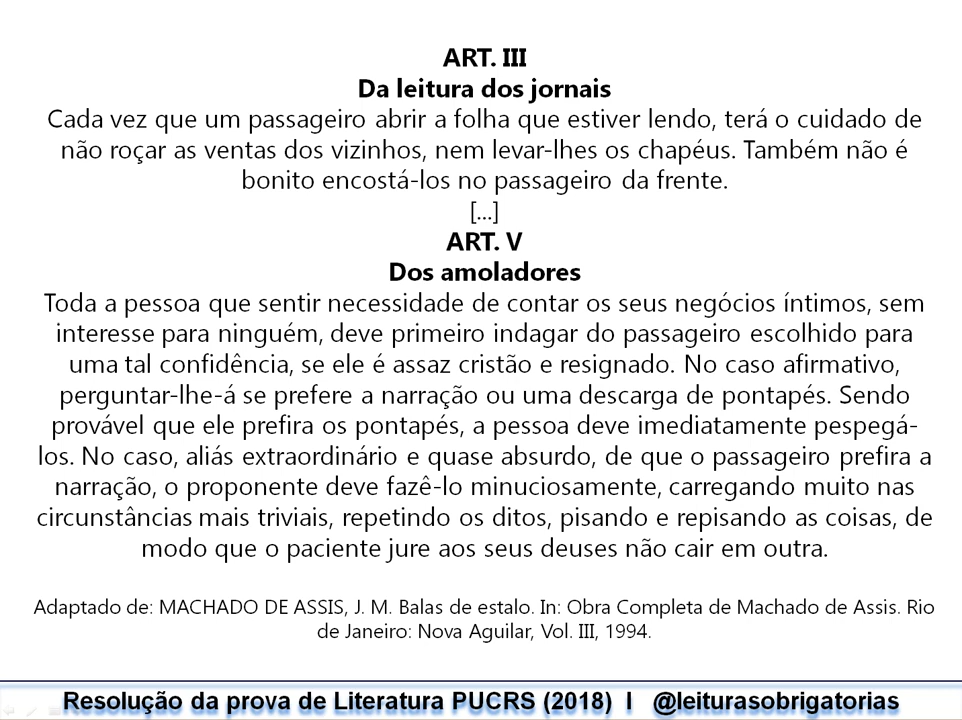 ART. III
Da leitura dos jornais
Cada vez que um passageiro abrir a folha que estiver lendo, terá o cuidado de
não roçar as ventas dos vizinhos, nem levar-lhes os chapéus. Também não é
bonito encostá-los no passageiro da frente.
[...]
ART. V
Dos amoladores
Toda a pessoa que sentir necessidade de contar os seus negócios íntimos, sem
interesse para ninguém, deve primeiro indagar do passageiro escolhido para
uma tal confidência, se ele é assaz cristão e resignado. No caso afirmativo,
perguntar-lhe-á se prefere a narração ou uma descarga de pontapés. Sendo
provável que ele prefira os pontapés, a pessoa deve imediatamente pespegá-
los. No caso, aliás extraordinário e quase absurdo, de que o passageiro prefira a
narração, o proponente deve fazê-lo minuciosamente, carregando muito nas
circunstâncias mais triviais, repetindo os ditos, pisando e repisando as coisas, de
modo que o paciente jure aos seus deuses não cair em outra.
Adaptado de: MACHADO DE ASSIS, J. M. Balas de estalo. In: Obra Completa de Machado de Assis. Rio
de Janeiro: Nova Aguilar, Vol. III, 1994.
Resolução da prova de Literatura PUCRS (2018) I @leiturasobrigatorias